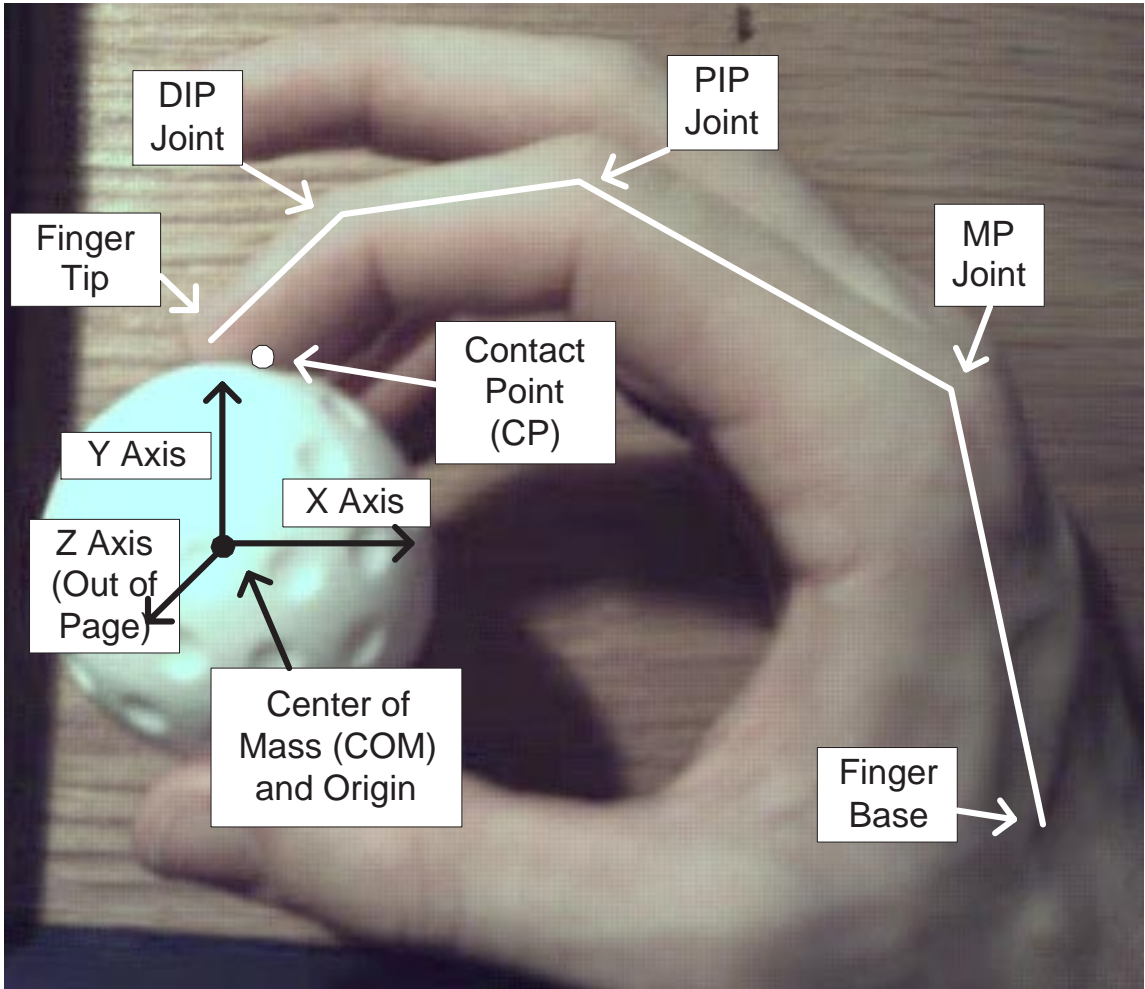 DIP
Joint
PIP
Joint
Finger
Tip
MP
Joint
Contact
Point
(CP)
Y Axis
X Axis
Z Axis
(Out of
Page)
Center of
Mass (COM)
and Origin
Finger
Base